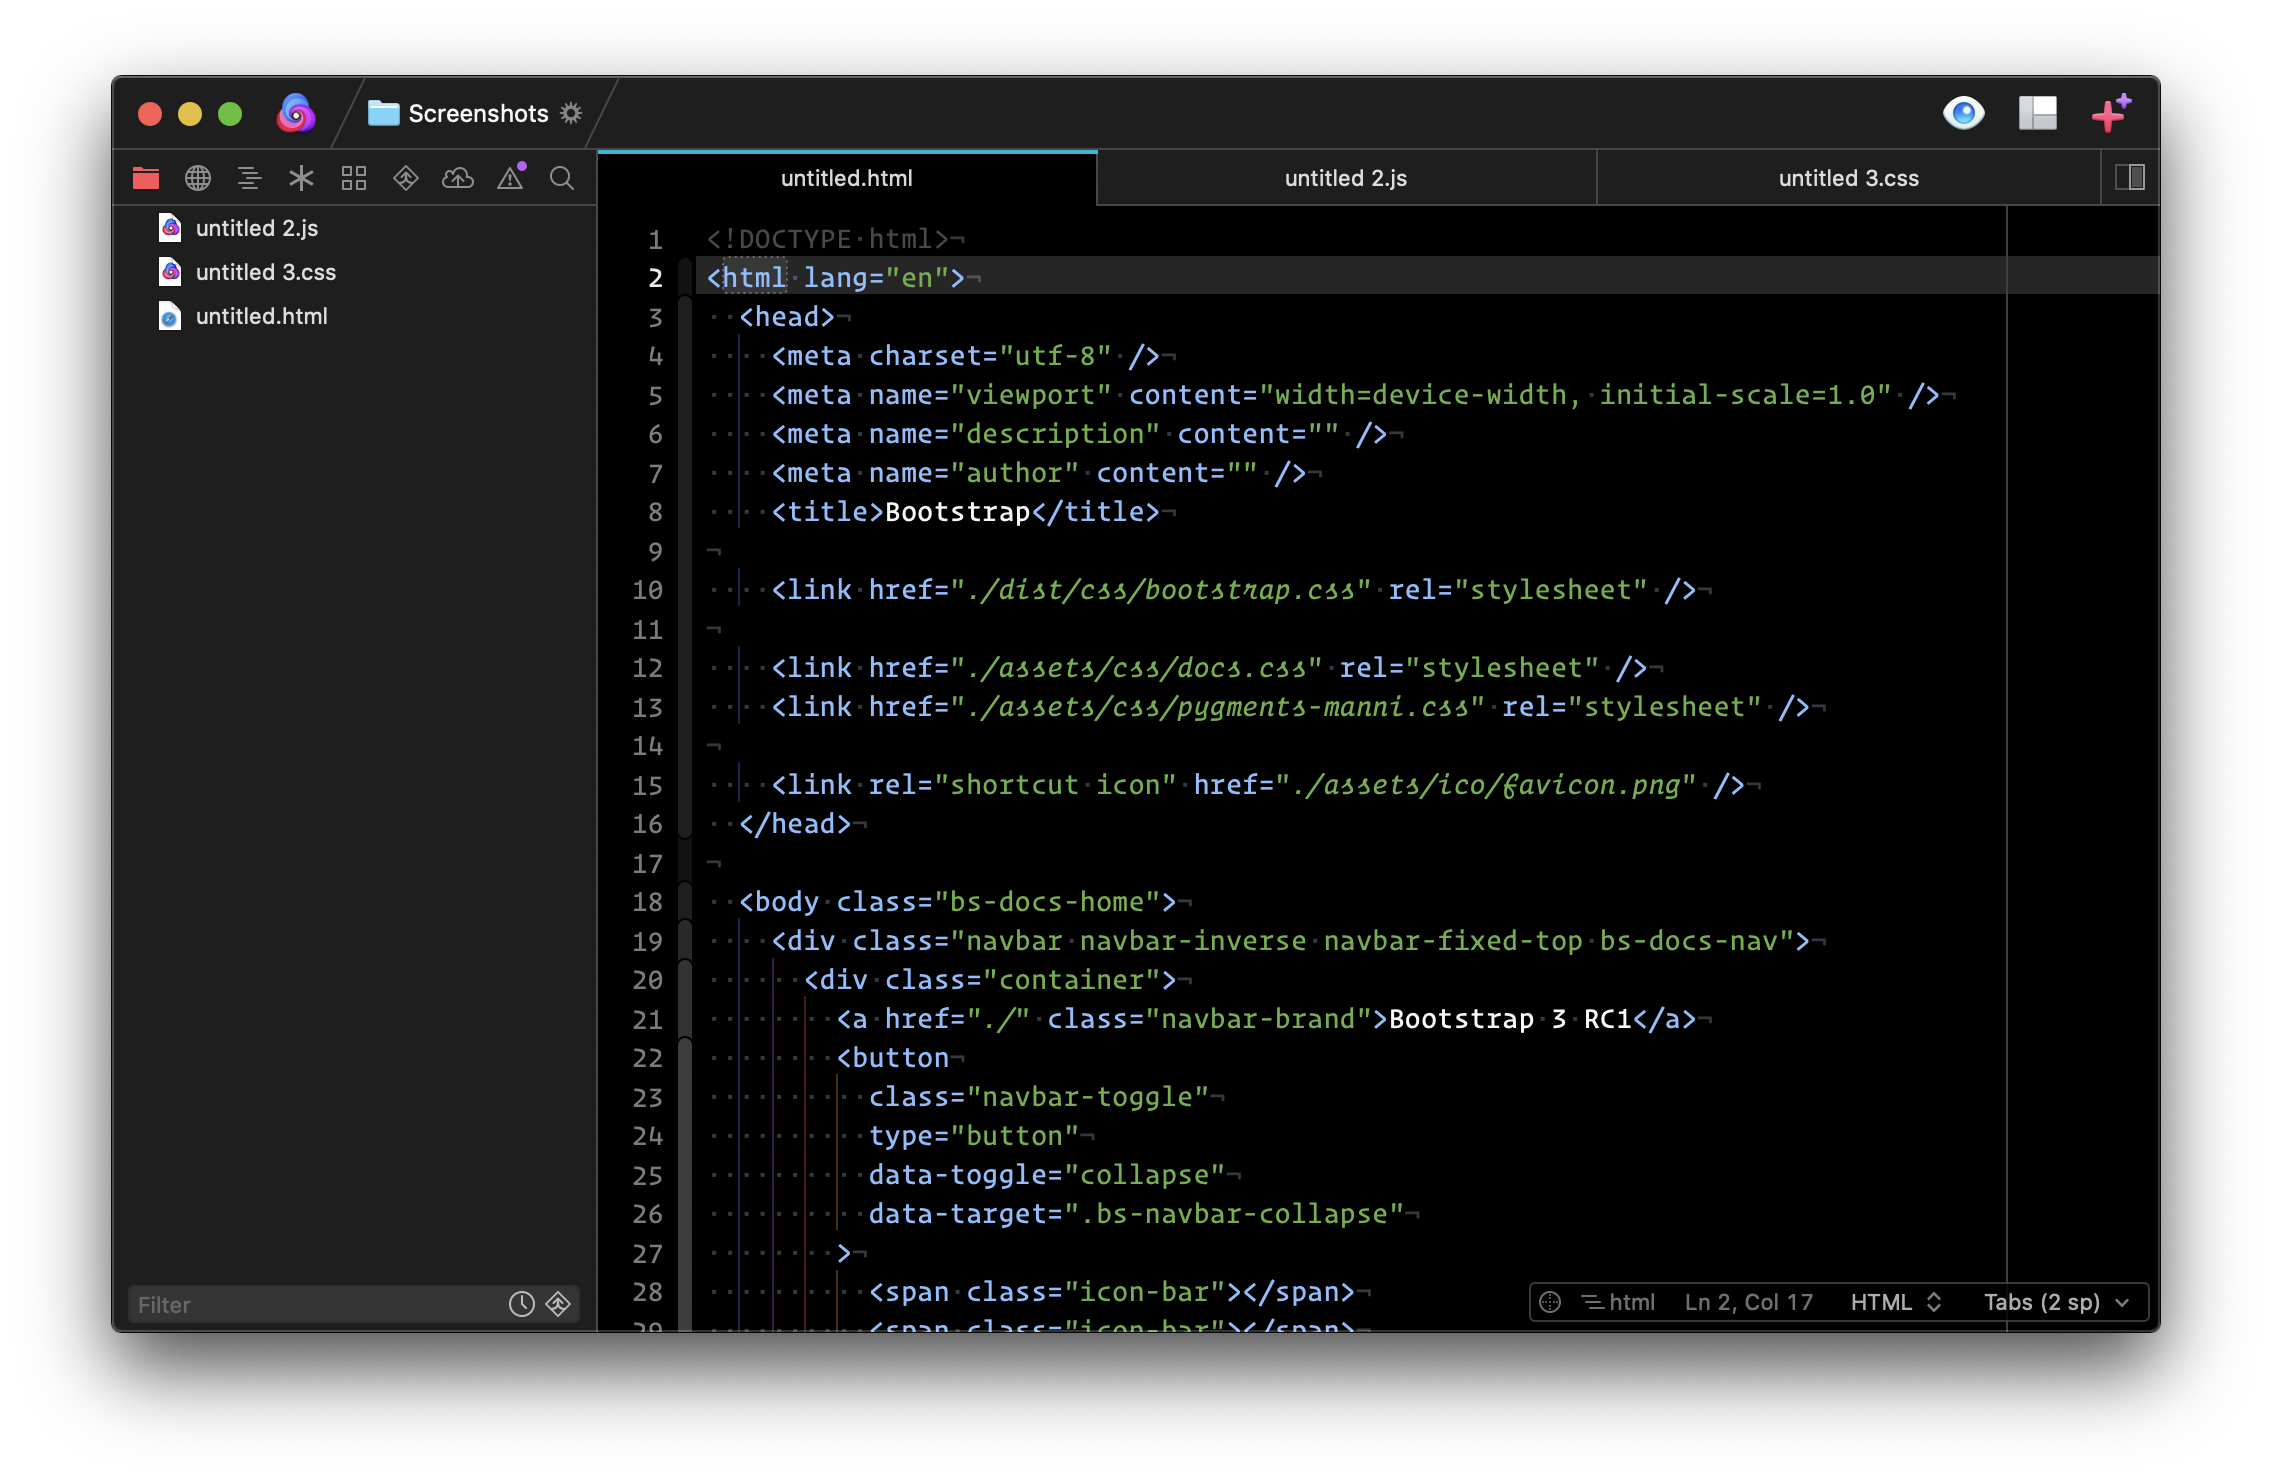 Screenshots
untitled.html
untitled 2.js
untitled 3.css
untitled 2.js
untitled 3.css
untitled.html
1 <!DOCTYPE·html>¬
2 <html·lang="en">¬
3 ··<head>¬
4 ····<meta·charset="utf-8"·/>¬
5 ····<meta·name="viewport"·content="width=device-width,·initial-scale=1.0"·/>¬
6 ····<meta·name="description"·content=""·/>¬
7 ····<meta·name="author"·content=""·/>¬
8 ····<title>Bootstrap</title>¬
9 ¬
10 ····<link·href="./dist/css/bootstrap.css"·rel="stylesheet"·/>¬
11 ¬
12 ····<link·href="./assets/css/docs.css"·rel="stylesheet"·/>¬
13 ····<link·href="./assets/css/pygments-manni.css"·rel="stylesheet"·/>¬
14 ¬
15 ····<link·rel="shortcut·icon"·href="./assets/ico/favicon.png"·/>¬
16 ··</head>¬
17 ¬
18 ··<body·class="bs-docs-home">¬
19 ····<div·class="navbar·navbar-inverse·navbar-fixed-top·bs-docs-nav">¬
20 ······<div·class="container">¬
21 ········<a·href="./"·class="navbar-brand">Bootstrap·3·RC1</a>¬
22 ········<button¬
23 ··········class="navbar-toggle"¬
24 ··········type="button"¬
25 ··········data-toggle="collapse"¬
26 ··········data-target=".bs-navbar-collapse"¬
27 ········>¬
28 ··········<span·class="icon-bar"></span>¬
29 ··········<span·class="icon-bar"></span>¬
Filter
html Ln 2, Col 17 HTML Tabs (2 sp)